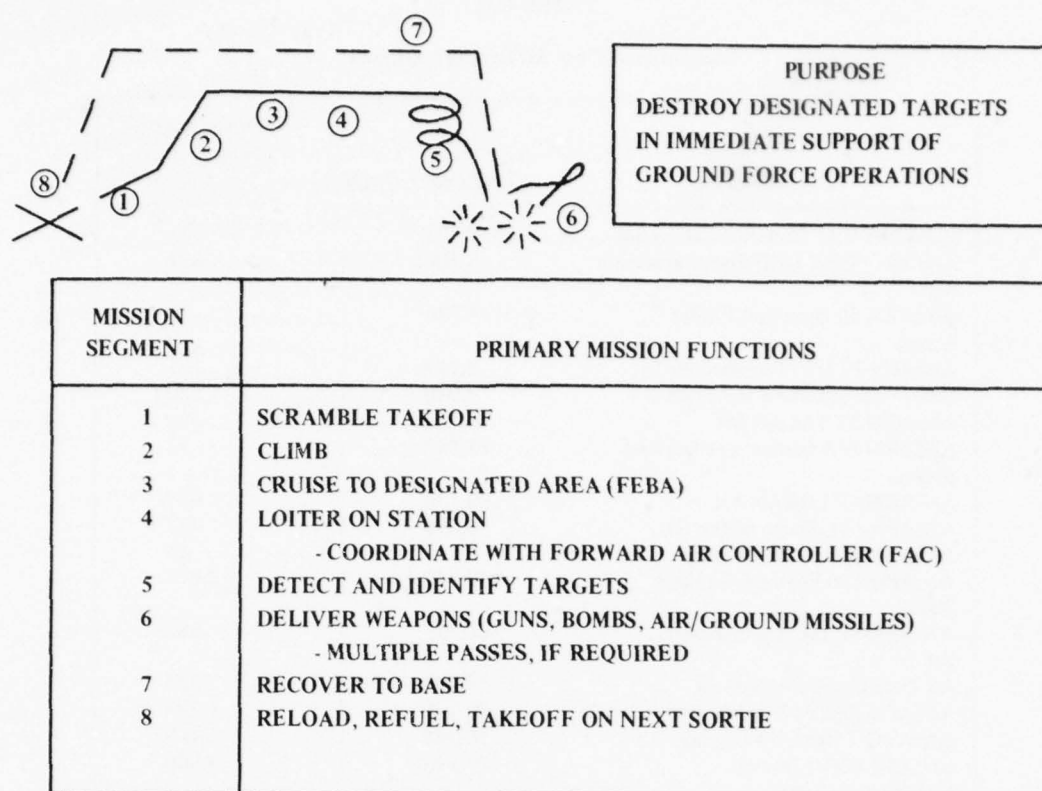 ⑦
③
④
②
⑤
⑧
①
⑥
PURPOSE
DESTROY DESIGNATED TARGETS
IN IMMEDIATE SUPPORT OF
GROUND FORCE OPERATIONS
MISSION
SEGMENT
PRIMARY MISSION FUNCTIONS
1 SCRAMBLE TAKEOFF
2 CLIMB
3 CRUISE TO DESIGNATED AREA (FEBA)
4 LOITER ON STATION
- COORDINATE WITH FORWARD AIR CONTROLLER (FAC)
5 DETECT AND IDENTIFY TARGETS
6 DELIVER WEAPONS (GUNS, BOMBS, AIR/GROUND MISSILES)
- MULTIPLE PASSES, IF REQUIRED
7 RECOVER TO BASE
8 RELOAD, REFUEL, TAKEOFF ON NEXT SORTIE